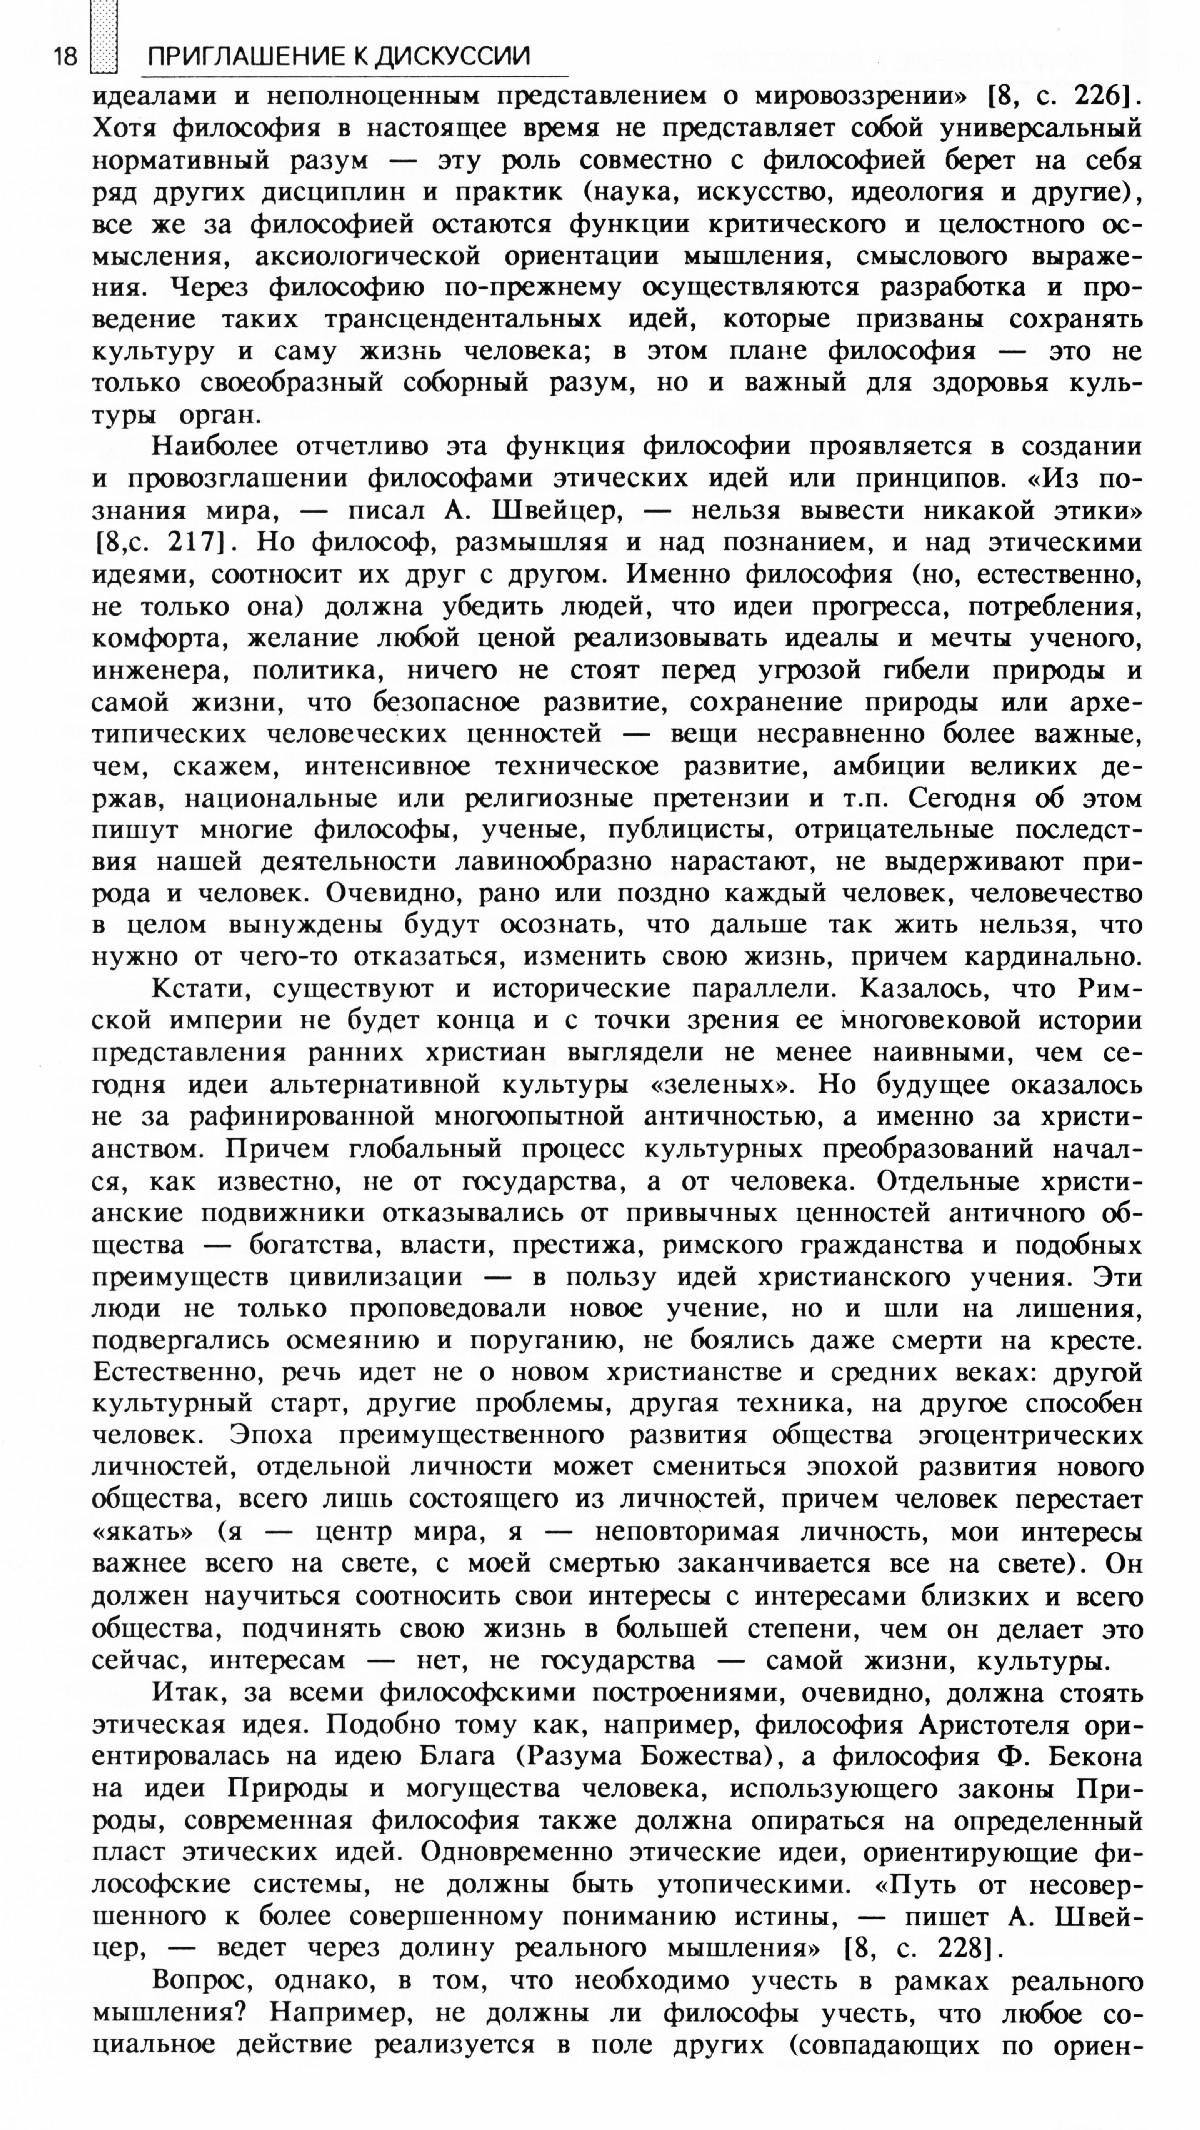 18 ПРИГЛАШЕНИЕ К ДИСКУССИИ
идеалами и неполноценным представлением о мировоззрении» [8, с. 226].
Хотя философия в настоящее время не представляет собой универсальный
нормативный разум — эту роль совместно с философией берет на себя
ряд других дисциплин и практик (наука, искусство, идеология и другие),
все же за философией остаются функции критического и целостного ос-
мысления, аксиологической ориентации мышления, смыслового выраже-
ния. Через философию по-прежнему осуществляются разработка и про-
ведение таких трансцендентальных идей, которые призваны сохранять
культуру и саму жизнь человека; в этом плане философия — это не
только своеобразный соборный разум, но и важный для здоровья куль-
туры орган.
Наиболее отчетливо эта функция философии проявляется в создании
и провозглашении философами этических идей или принципов. «Из по-
знания мира, — писал А. Швейцер, — нельзя вывести никакой этики»
[8,с. 217]. Но философ, размышляя и над познанием, и над этическими
идеями, соотносит их друг с другом. Именно философия (но, естественно,
не только она) должна убедить людей, что идеи прогресса, потребления,
комфорта, желание любой ценой реализовывать идеалы и мечты ученого,
инженера, политика, ничего не стоят перед угрозой гибели природы и
самой жизни, что безопасное развитие, сохранение природы или архе-
типических человеческих ценностей — вещи несравненно более важные,
чем, скажем, интенсивное техническое развитие, амбиции великих де-
ржав, национальные или религиозные претензии и т.п. Сегодня об этом
пишут многие философы, ученые, публицисты, отрицательные последст-
вия нашей деятельности лавинообразно нарастают, не выдерживают при-
рода и человек. Очевидно, рано или поздно каждый человек, человечество
в целом вынуждены будут осознать, что дальше так жить нельзя, что
нужно от чего-то отказаться, изменить свою жизнь, причем кардинально.
Кстати, существуют и исторические параллели. Казалось, что Рим-
ской империи не будет конца и с точки зрения ее многовековой истории
представления ранних христиан выглядели не менее наивными, чем се-
годня идеи альтернативной культуры «зеленых». Но будущее оказалось
не за рафинированной многоопытной античностью, а именно за христи-
анством. Причем глобальный процесс культурных преобразований начал-
ся, как известно, не от государства, а от человека. Отдельные христи-
анские подвижники отказывались от привычных ценностей античного об-
щества — богатства, власти, престижа, римского гражданства и подобных
преимуществ цивилизации — в пользу идей христианского учения. Эти
люди не только проповедовали новое учение, но и шли на лишения,
подвергались осмеянию и поруганию, не боялись даже смерти на кресте.
Естественно, речь идет не о новом христианстве и средних веках: другой
культурный старт, другие проблемы, другая техника, на другое способен
человек. Эпоха преимущественного развития общества эгоцентрических
личностей, отдельной личности может смениться эпохой развития нового
общества, всего лишь состоящего из личностей, причем человек перестает
«якать» (я — центр мира, я — неповторимая личность, мои интересы
важнее всего на свете, с моей смертью заканчивается все на свете). Он
должен научиться соотносить свои интересы с интересами близких и всего
общества, подчинять свою жизнь в большей степени, чем он делает это
сейчас, интересам — нет, не государства — самой жизни, культуры.
Итак, за всеми философскими построениями, очевидно, должна стоять
этическая идея. Подобно тому как, например, философия Аристотеля ори-
ентировалась на идею Блага (Разума Божества), а философия Ф. Бекона
на идеи Природы и могущества человека, использующего законы При-
роды, современная философия также должна опираться на определенный
пласт этических идей. Одновременно этические идеи, ориентирующие фи-
лософские системы, не должны быть утопическими. «Путь от несовер-
шенного к более совершенному пониманию истины, — пишет А. Швей-
цер, — ведет через долину реального мышления» [8, с. 228].
Вопрос, однако, в том, что необходимо учесть в рамках реального
мышления? Например, не должны ли философы учесть, что любое со-
циальное действие реализуется в поле других (совпадающих по ориен-